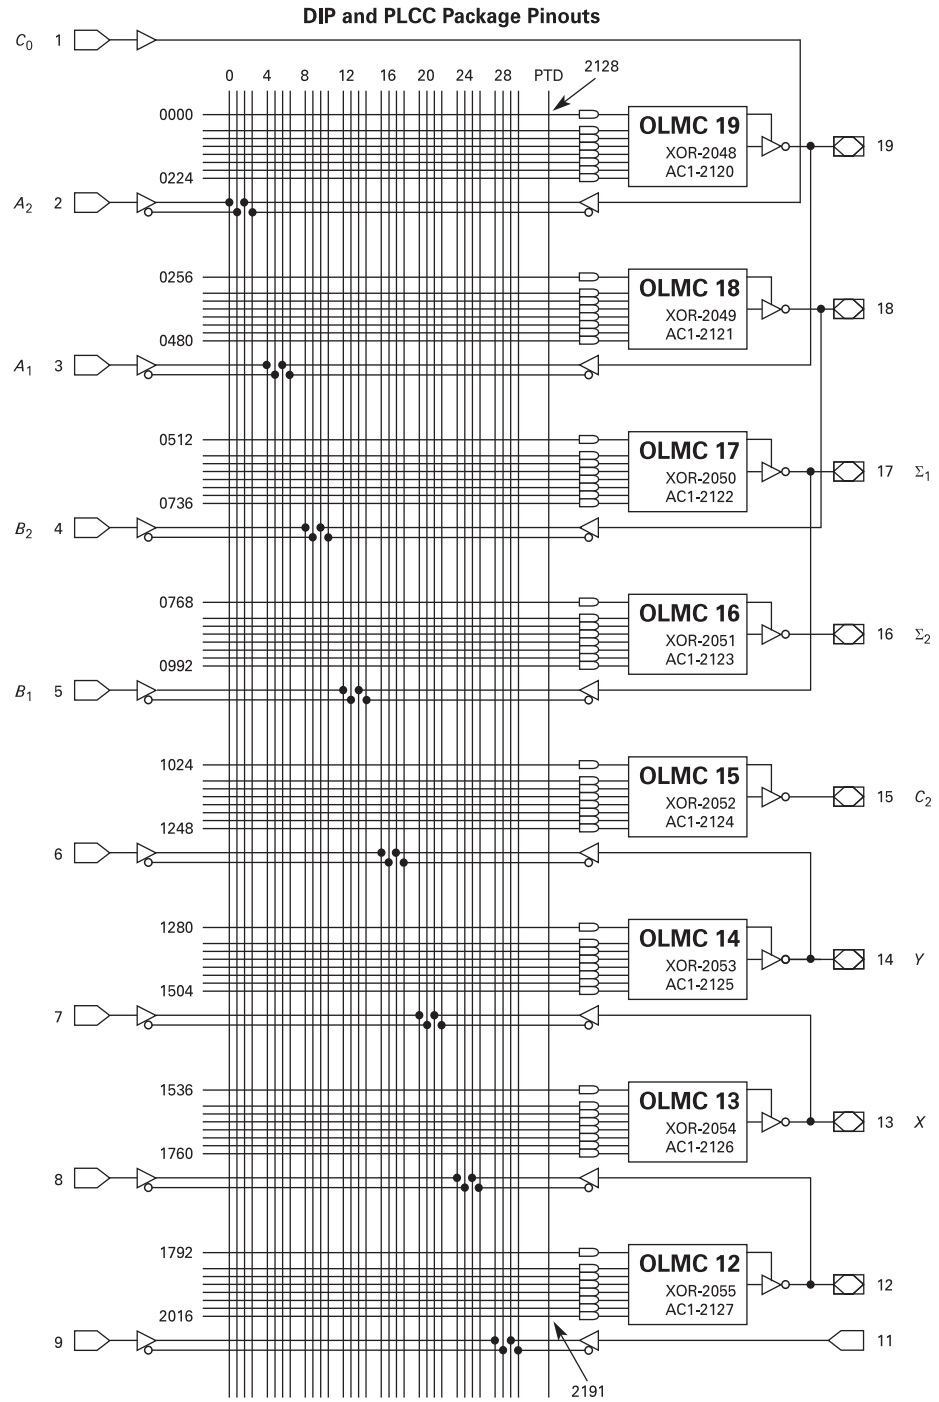 DIP and PLCC Package Pinouts
C₀ 1
2128
0 4 8 12 16 20 24 28 PTD
0000
OLMC 19
XOR-2048
AC1-2120
19
0224
A₂ 2
0256
OLMC 18
XOR-2049
AC1-2121
18
0480
A₁ 3
0512
OLMC 17
XOR-2050
AC1-2122
17 Σ₁
0736
B₂ 4
0768
OLMC 16
XOR-2051
AC1-2123
16 Σ₂
0992
B₁ 5
1024
OLMC 15
XOR-2052
AC1-2124
15 C₂
1248
6
1280
OLMC 14
XOR-2053
AC1-2125
14 Y
1504
7
1536
OLMC 13
XOR-2054
AC1-2126
13 X
1760
8
1792
OLMC 12
XOR-2055
AC1-2127
12
2016
9
11
2191